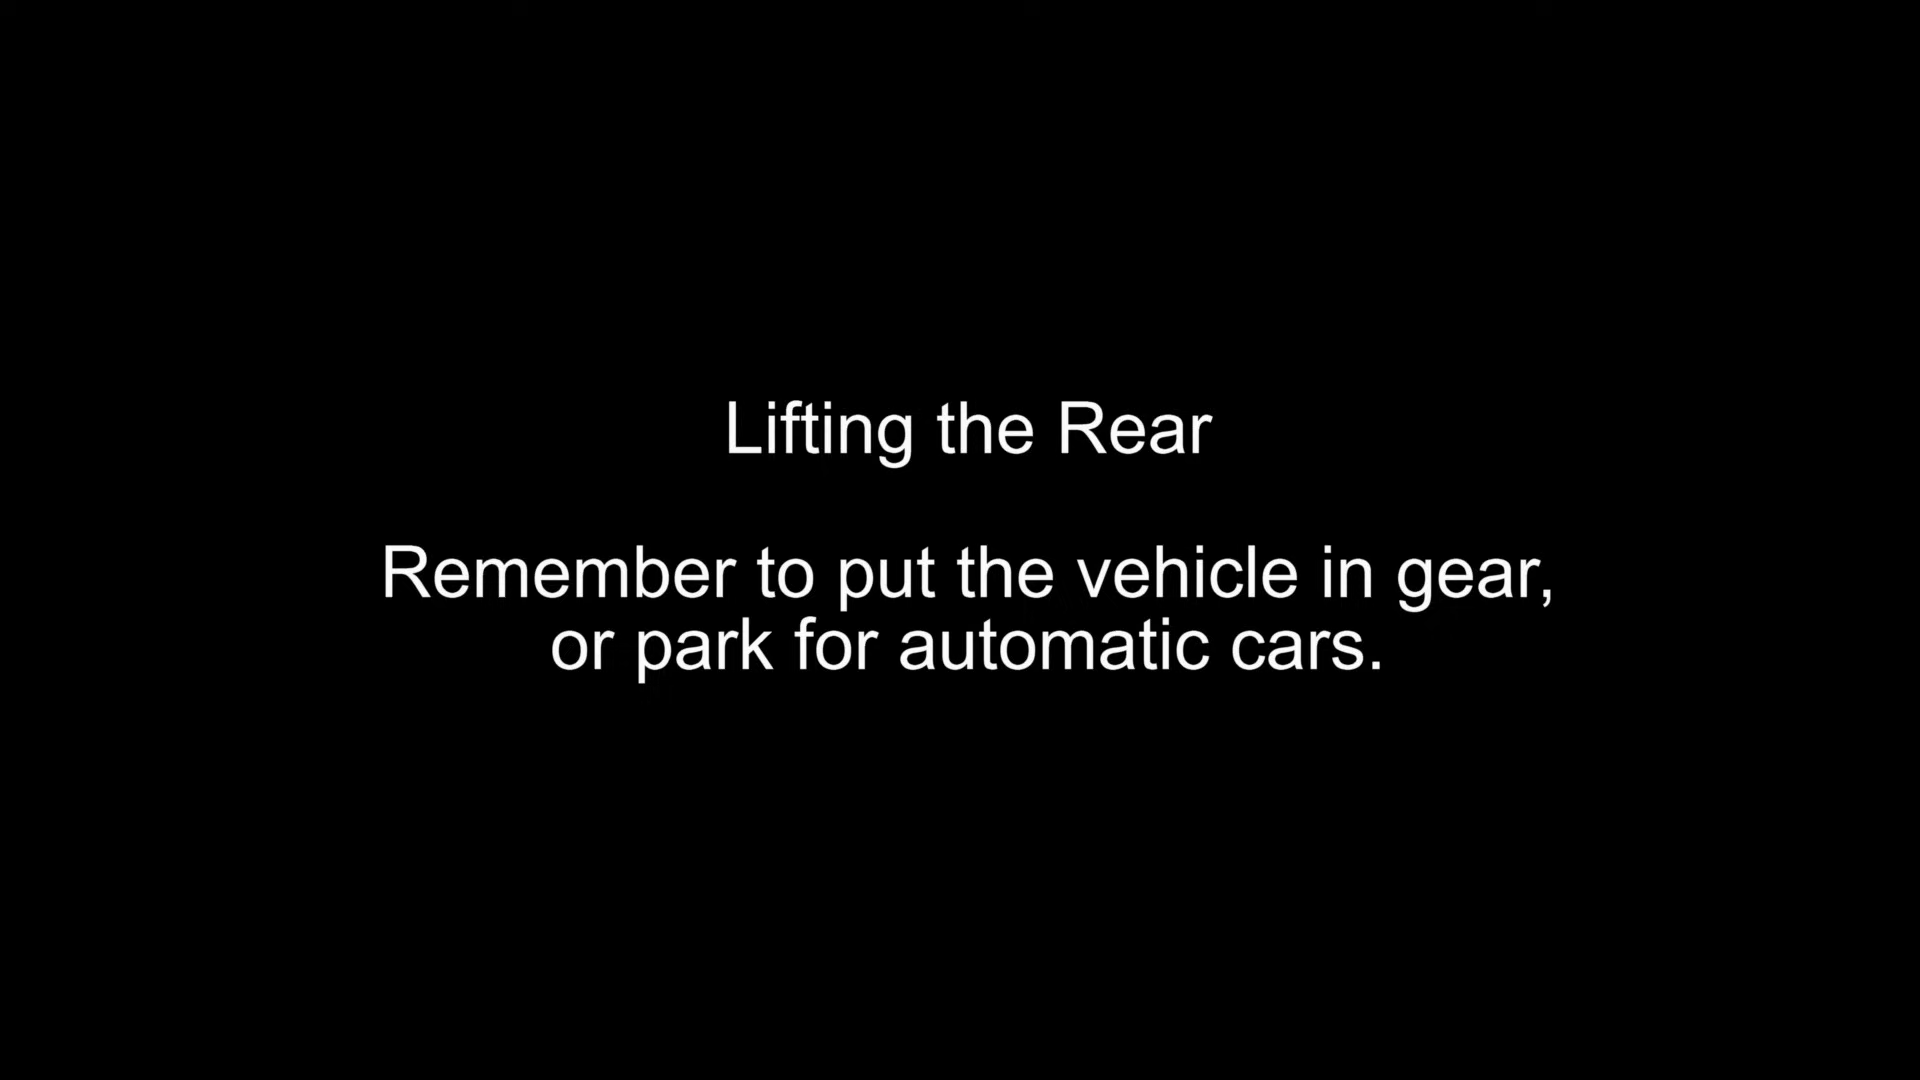 Lifting the Rear
Remember to put the vehicle in gear,
or park for automatic cars.